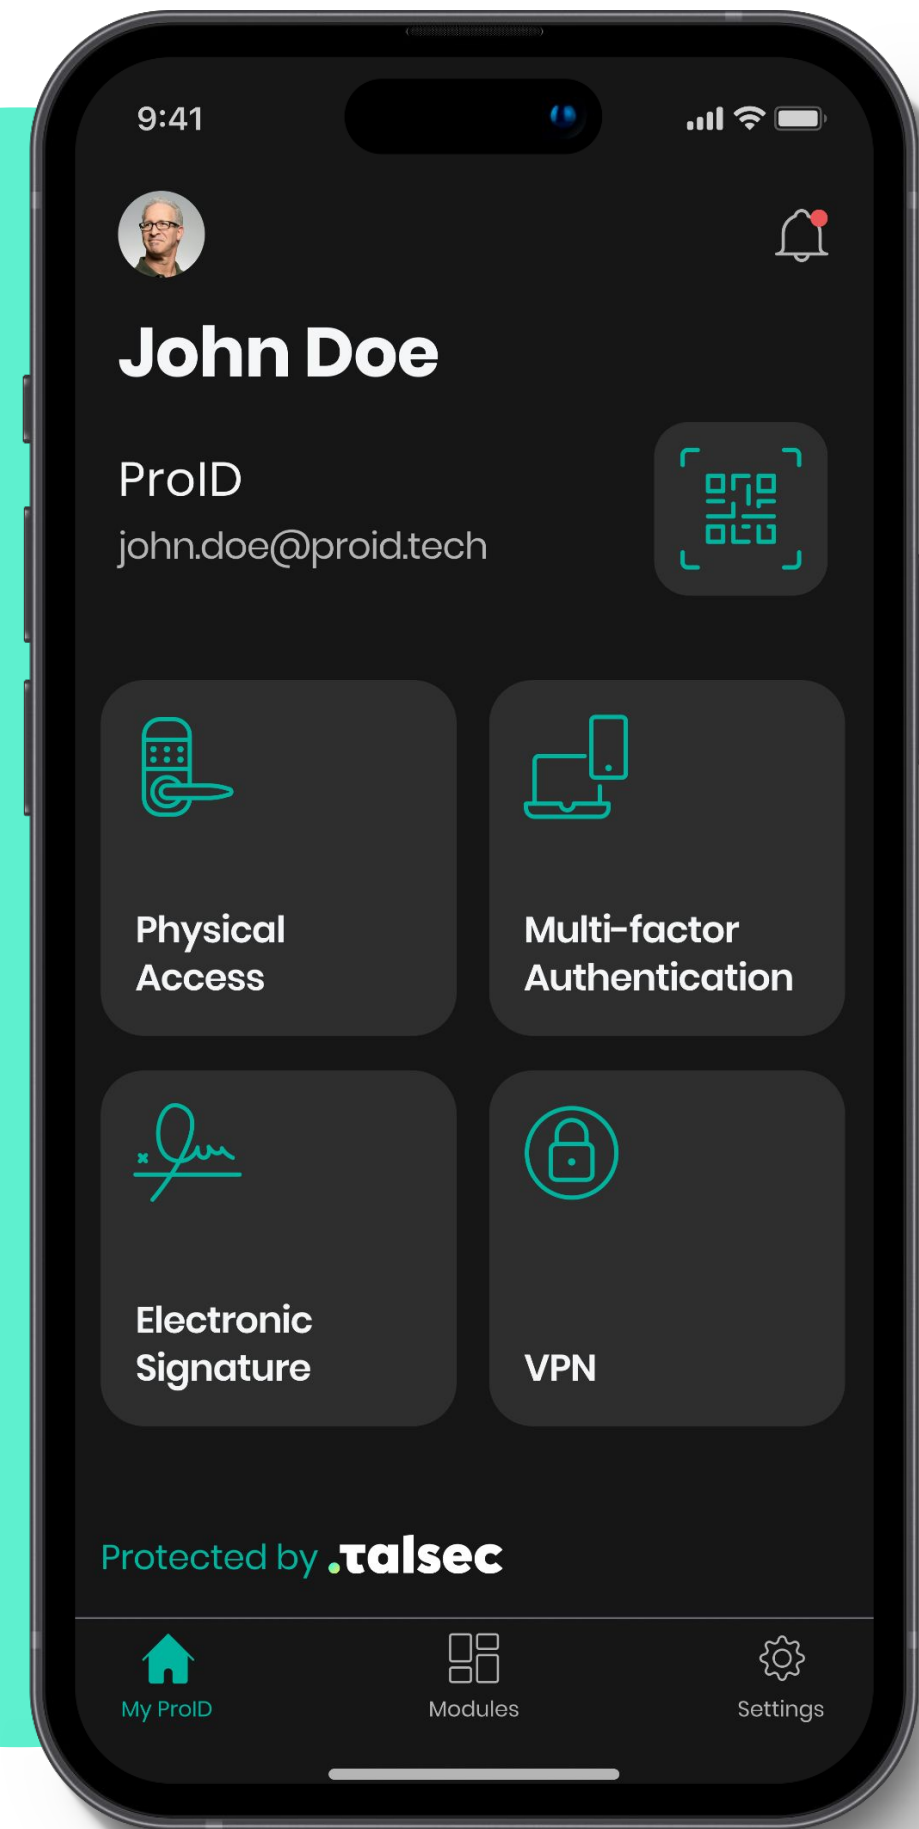 9:41
John Doe
ProID
john.doe@proid.tech
Physical
Access
Multi-factor
Authentication
Electronic
Signature
VPN
Protected by .talsec
My ProID
Modules
Settings